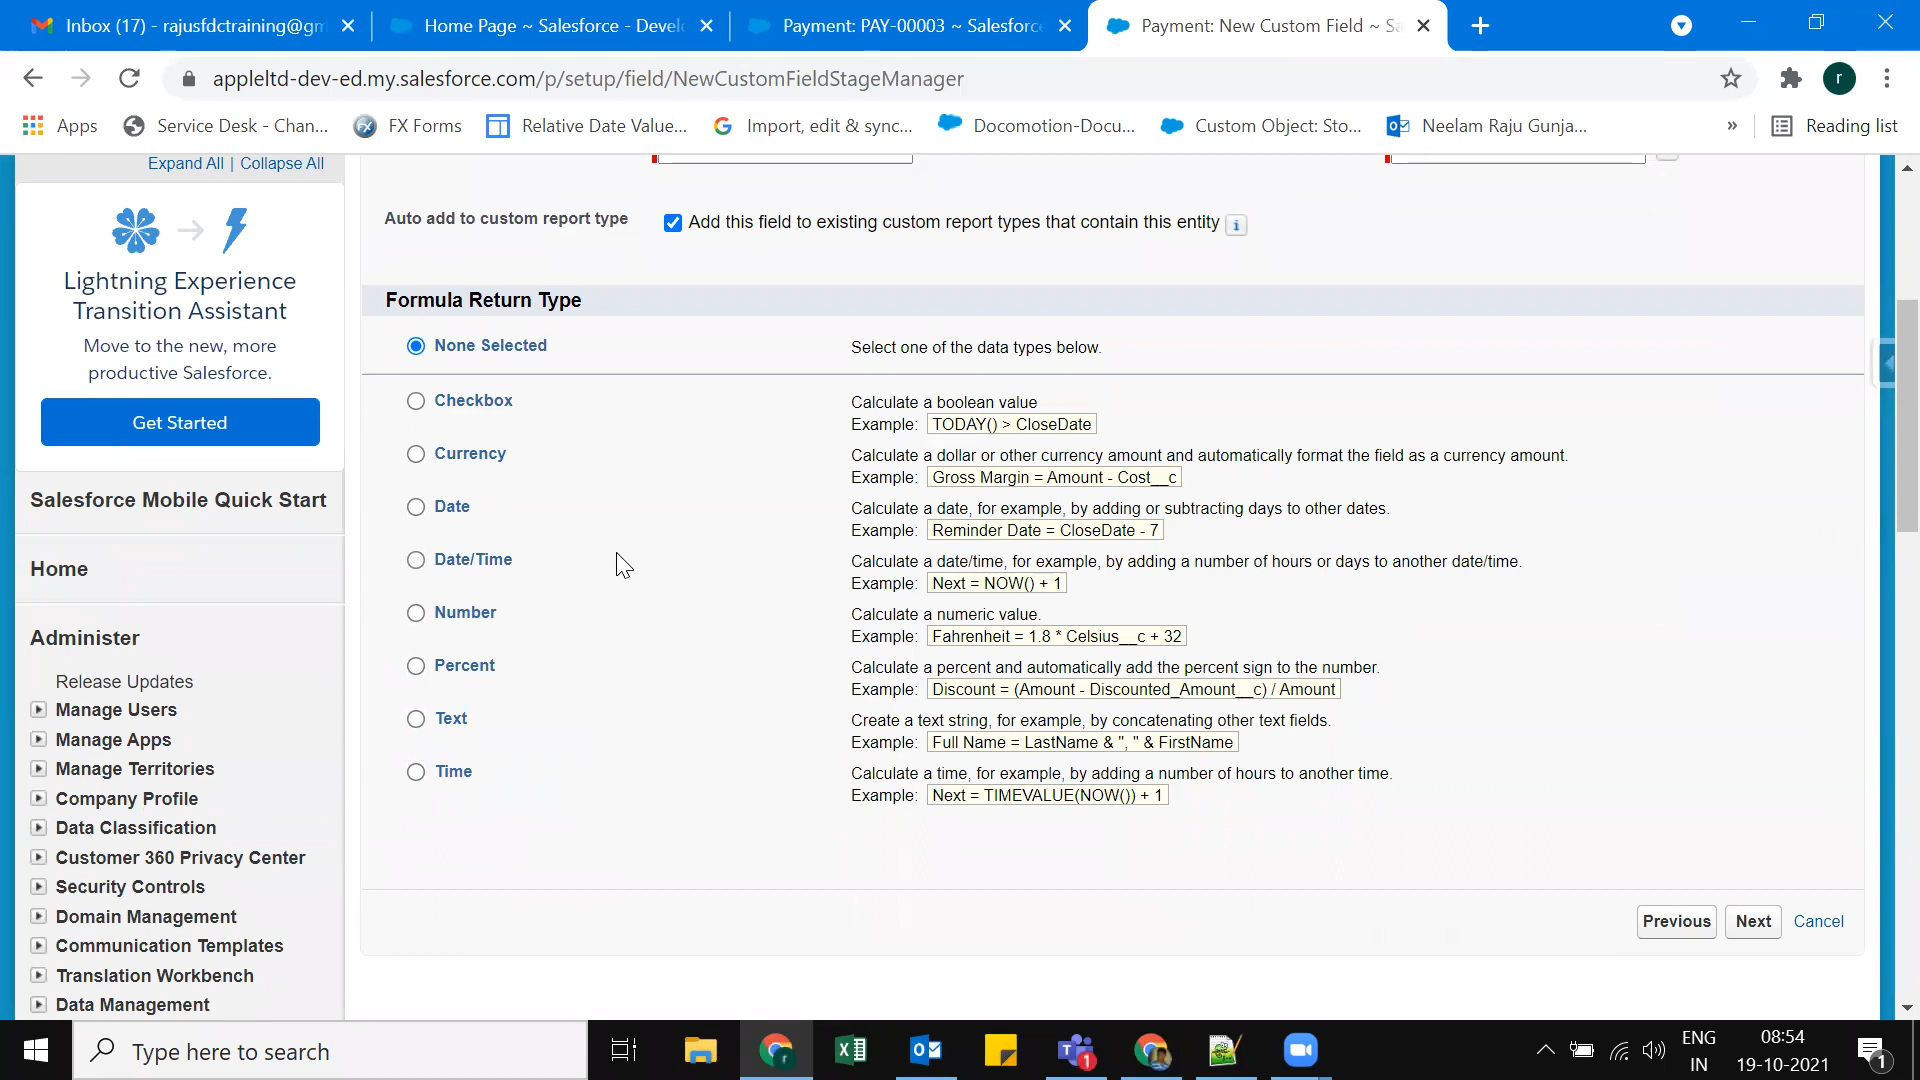 Inbox (17) - rajusfdctraining@gm
Home Page ~ Salesforce - Develo
Payment: PAY-00003 ~ Salesforce
Payment: New Custom Field ~ Sa
appleltd-dev-ed.my.salesforce.com/p/setup/field/NewCustomFieldStageManager
r
Apps
Service Desk - Chan...
FX Forms
Relative Date Value...
Import, edit & sync...
Docomotion-Docu...
Custom Object: Sto...
Neelam Raju Gunja...
»
Reading list
Expand All | Collapse All
Lightning Experience
Transition Assistant
Move to the new, more
productive Salesforce.
Get Started
Salesforce Mobile Quick Start
Home
Administer
Release Updates
Manage Users
Manage Apps
Manage Territories
Company Profile
Data Classification
Customer 360 Privacy Center
Security Controls
Domain Management
Communication Templates
Translation Workbench
Data Management
Auto add to custom report type
Add this field to existing custom report types that contain this entity i
Formula Return Type
None Selected
Select one of the data types below.
Checkbox
Calculate a boolean value
Example: TODAY() > CloseDate
Currency
Calculate a dollar or other currency amount and automatically format the field as a currency amount.
Example: Gross Margin = Amount - Cost__c
Date
Calculate a date, for example, by adding or subtracting days to other dates.
Example: Reminder Date = CloseDate - 7
Date/Time
Calculate a date/time, for example, by adding a number of hours or days to another date/time.
Example: Next = NOW() + 1
Number
Calculate a numeric value.
Example: Fahrenheit = 1.8 * Celsius__c + 32
Percent
Calculate a percent and automatically add the percent sign to the number.
Example: Discount = (Amount - Discounted_Amount__c) / Amount
Text
Create a text string, for example, by concatenating other text fields.
Example: Full Name = LastName & ", " & FirstName
Time
Calculate a time, for example, by adding a number of hours to another time.
Example: Next = TIMEVALUE(NOW()) + 1
Previous
Next
Cancel
Type here to search
1
ENG
IN
08:54
19-10-2021
1